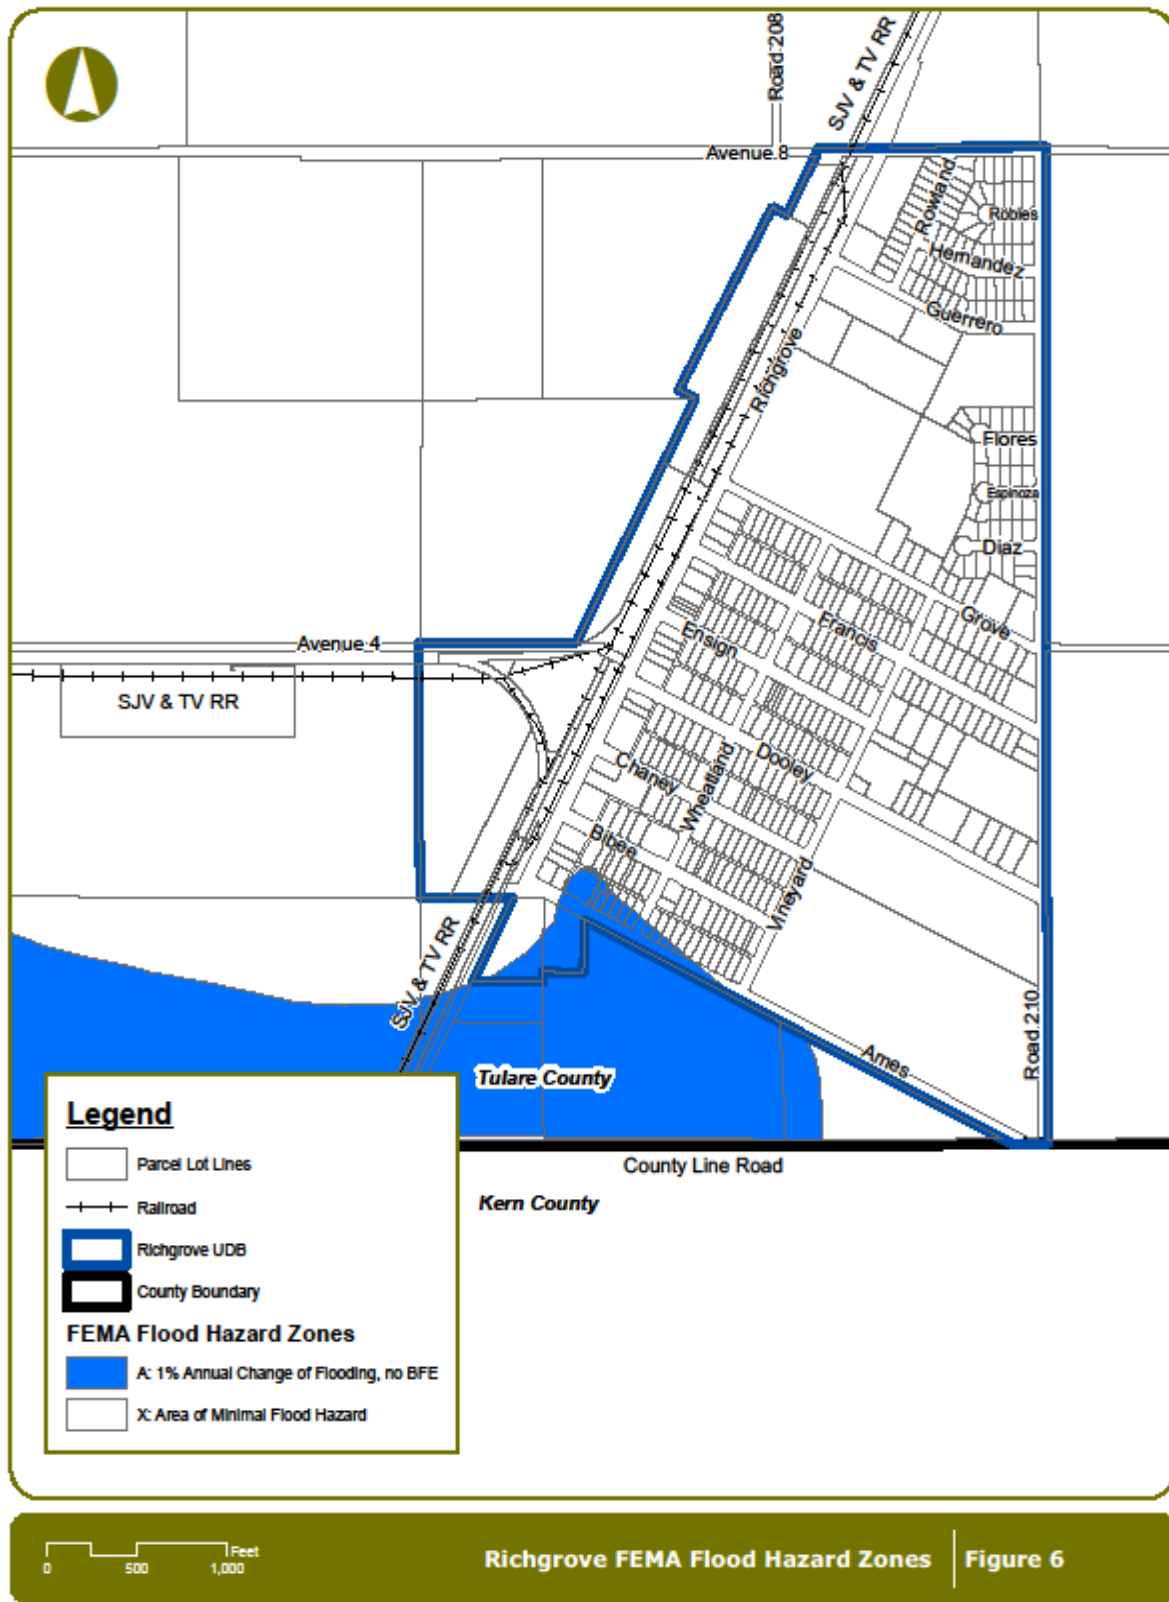 Road 208
SJV & TV RR
Avenue 8
Rowland
Robles
Hernandez
Guerrero
Richgrove
Flores
Espinoza
Diaz
Grove
Francis
Ensign
Avenue 4
SJV & TV RR
Dooley
Wheatland
Chaney
Bibee
Vineyard
SJV & TV RR
Road 210
Ames
Tulare County
County Line Road
Kern County
Legend
Parcel Lot Lines
Railroad
Richgrove UDB
County Boundary
FEMA Flood Hazard Zones
A: 1% Annual Change of Flooding, no BFE
X: Area of Minimal Flood Hazard
Feet
0 500 1,000
Richgrove FEMA Flood Hazard Zones
Figure 6